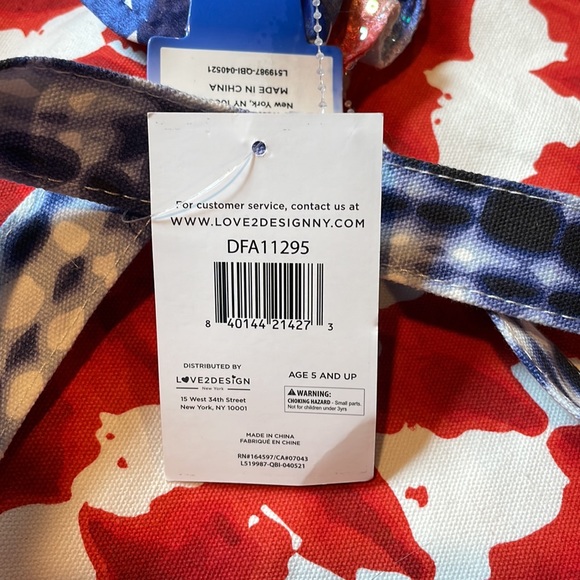 New York, NY 100
MADE IN CHINA
L519987-QBI-040521
For customer service, contact us at
WWW.LOVE2DESIGNNY.COM
DFA11295
8 40144 21427 3
DISTRIBUTED BY
LOVE2DESIGN
New York
15 West 34th Street
New York, NY 10001
AGE 5 AND UP
WARNING:
CHOKING HAZARD - Small parts.
Not for children under 3yrs
MADE IN CHINA
FABRIQUÉ EN CHINE
RN#164597/CA#07043
L519987-QBI-040521